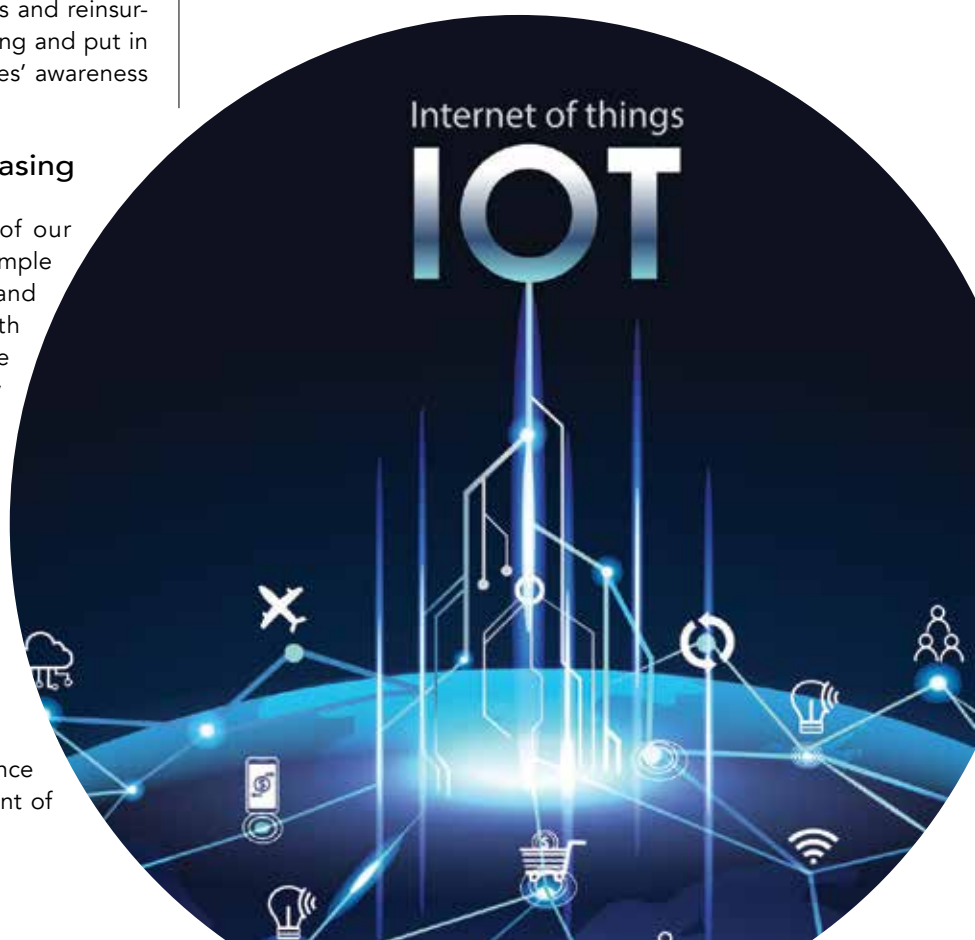 s and reinsur-
ng and put in
es' awareness
asing
of our
mple
and
th
e
nce
nt of
Internet of things
IOT